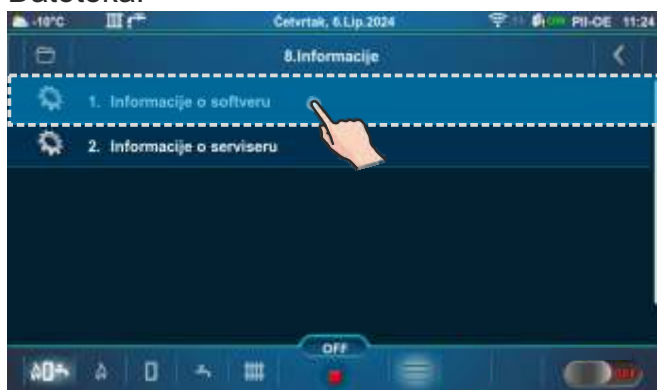 -10°C Četvrtak, 6.Lip.2024 PII-OE 11:24
8.Informacije
1. Informacije o softveru
2. Informacije o serviseru
OFF
OFF